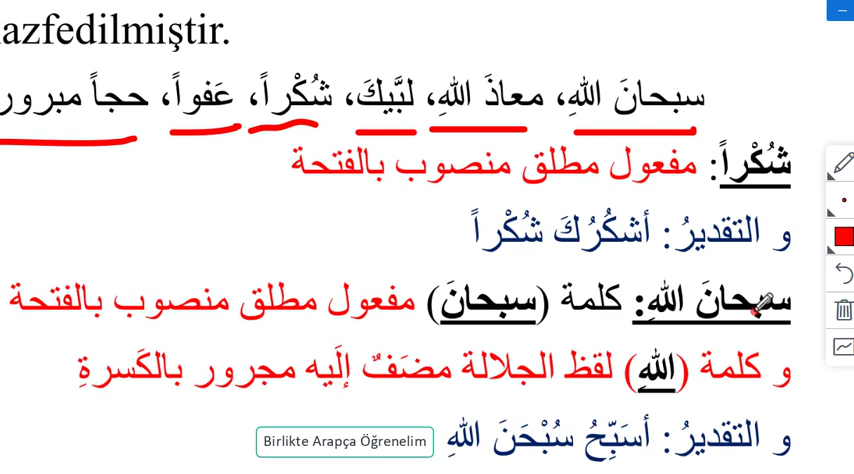 azfedilmiştir.
سبحانَ اللهِ، معاذَ اللهِ، لبَّيكَ، شُكْراً، عَفواً، حجاً مبرور
شُكْراً: مفعول مطلق منصوب بالفتحة
و التقديرُ: أشكُرُكَ شُكْراً
سبحانَ اللهِ: كلمة (سبحانَ) مفعول مطلق منصوب بالفتحة
و كلمة (اللهِ) لفظ الجلالة مضَفٌ إلَيه مجرور بالكَسرةِ
و التقديرُ: أسَبِّحُ سُبْحَنَ اللهِ
Birlikte Arapça Öğrenelim